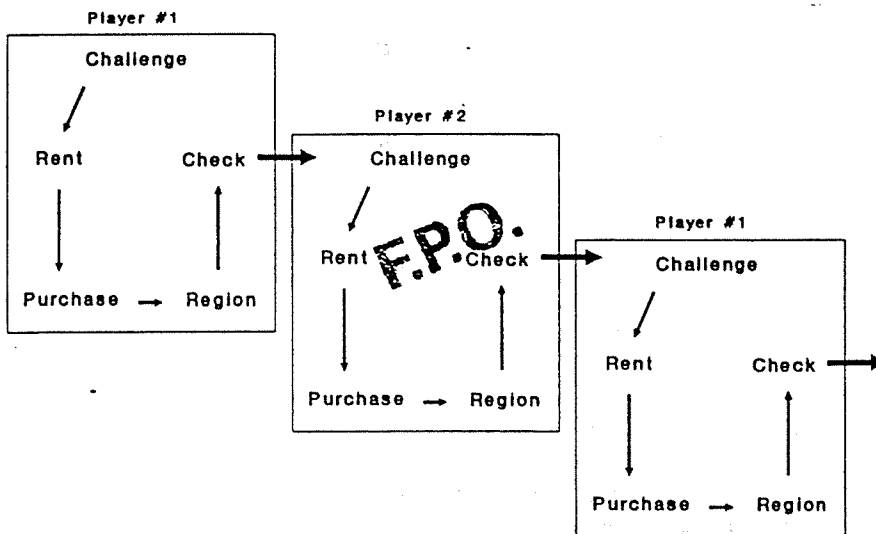 Player #1
Challenge
Rent
Check
Purchase
Region
Player #2
Challenge
Rent
F.P.O.
Check
Purchase
Region
Player #1
Challenge
Rent
Check
Purchase
Region